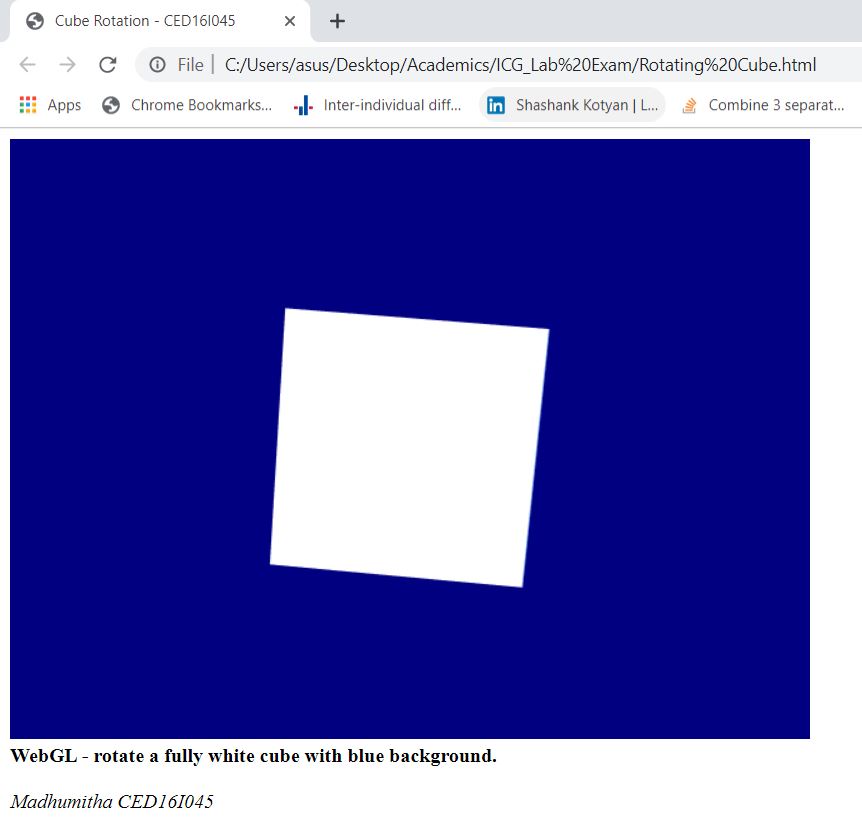 Cube Rotation - CED16I045
File | C:/Users/asus/Desktop/Academics/ICG_Lab%20Exam/Rotating%20Cube.html
Apps Chrome Bookmarks... Inter-individual diff... in Shashank Kotyan | L... Combine 3 separat...
WebGL - rotate a fully white cube with blue background.
Madhumitha CED16I045